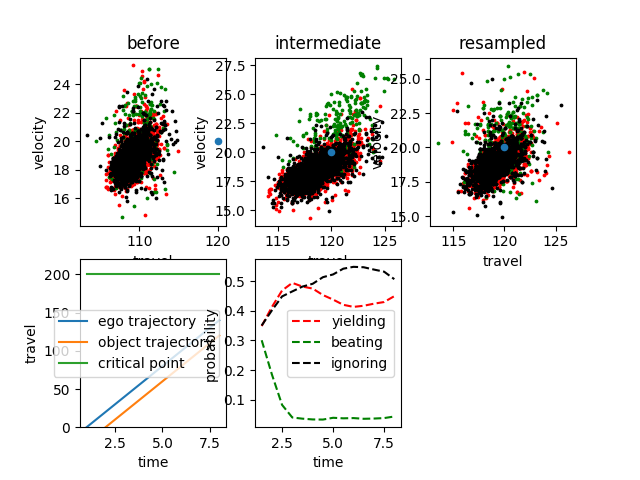 before
intermediate
resampled
24
22
20
18
16
velocity
110
120
travel
27.5
25.0
22.5
20.0
17.5
15.0
velocity
115
120
125
25.0
22.5
20.0
17.5
15.0
velocity
115
120
125
travel
200
150
100
50
0
travel
ego trajectory
object trajectory
critical point
2.5
5.0
7.5
time
0.5
0.4
0.3
0.2
0.1
probability
yielding
beating
ignoring
2.5
5.0
7.5
time